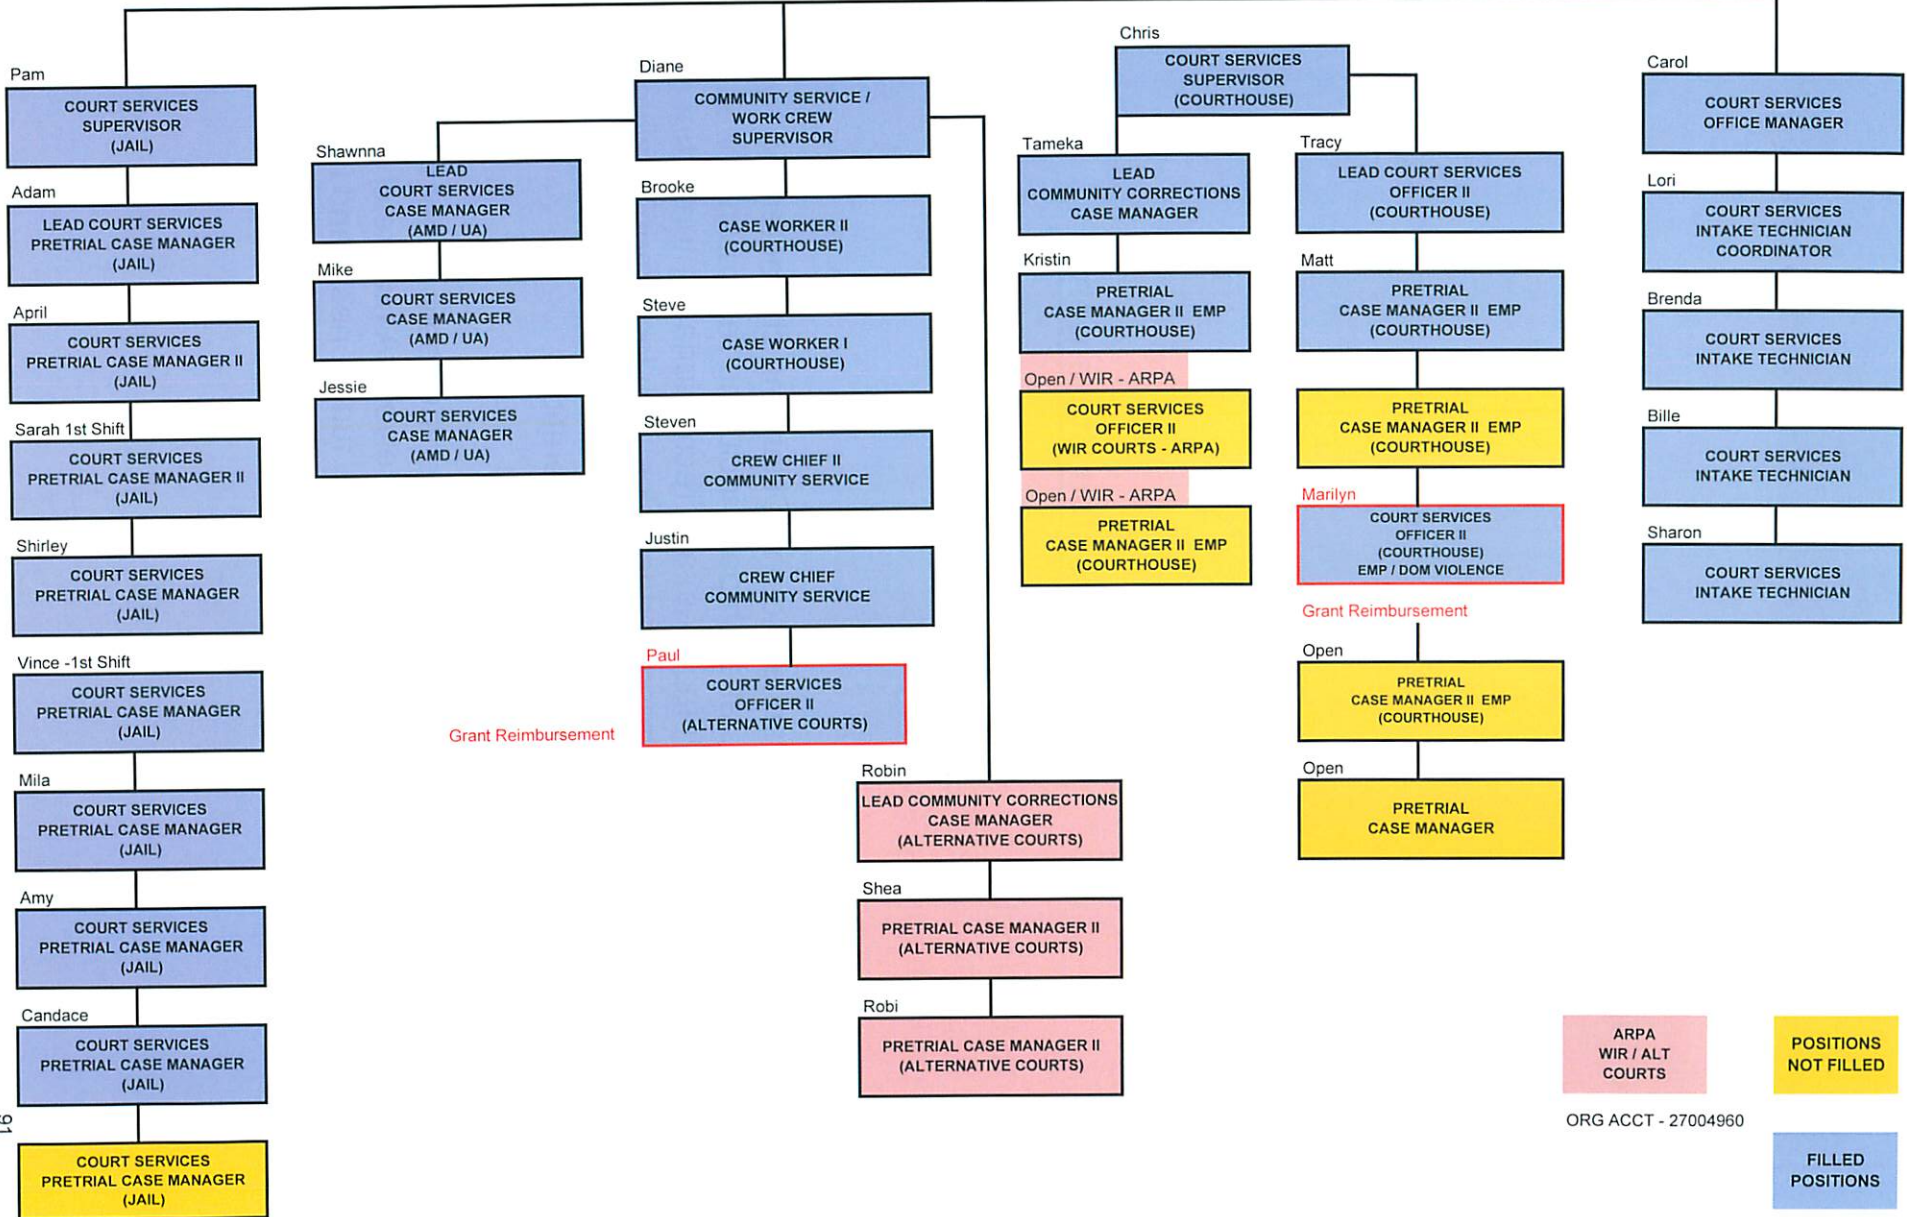 Pam
COURT SERVICES
SUPERVISOR
(JAIL)
Adam
LEAD COURT SERVICES
PRETRIAL CASE MANAGER
(JAIL)
April
COURT SERVICES
PRETRIAL CASE MANAGER II
(JAIL)
Sarah 1st Shift
COURT SERVICES
PRETRIAL CASE MANAGER II
(JAIL)
Shirley
COURT SERVICES
PRETRIAL CASE MANAGER
(JAIL)
Vince -1st Shift
COURT SERVICES
PRETRIAL CASE MANAGER
(JAIL)
Mila
COURT SERVICES
PRETRIAL CASE MANAGER
(JAIL)
Amy
COURT SERVICES
PRETRIAL CASE MANAGER
(JAIL)
Candace
COURT SERVICES
PRETRIAL CASE MANAGER
(JAIL)
COURT SERVICES
PRETRIAL CASE MANAGER
(JAIL)
91
Shawnna
LEAD
COURT SERVICES
CASE MANAGER
(AMD / UA)
Mike
COURT SERVICES
CASE MANAGER
(AMD / UA)
Jessie
COURT SERVICES
CASE MANAGER
(AMD / UA)
Diane
COMMUNITY SERVICE /
WORK CREW
SUPERVISOR
Brooke
CASE WORKER II
(COURTHOUSE)
Steve
CASE WORKER I
(COURTHOUSE)
Steven
CREW CHIEF II
COMMUNITY SERVICE
Justin
CREW CHIEF
COMMUNITY SERVICE
Paul
COURT SERVICES
OFFICER II
(ALTERNATIVE COURTS)
Grant Reimbursement
Robin
LEAD COMMUNITY CORRECTIONS
CASE MANAGER
(ALTERNATIVE COURTS)
Shea
PRETRIAL CASE MANAGER II
(ALTERNATIVE COURTS)
Robi
PRETRIAL CASE MANAGER II
(ALTERNATIVE COURTS)
Chris
COURT SERVICES
SUPERVISOR
(COURTHOUSE)
Tameka
LEAD
COMMUNITY CORRECTIONS
CASE MANAGER
Kristin
PRETRIAL
CASE MANAGER II EMP
(COURTHOUSE)
Open / WIR - ARPA
COURT SERVICES
OFFICER II
(WIR COURTS - ARPA)
Open / WIR - ARPA
PRETRIAL
CASE MANAGER II EMP
(COURTHOUSE)
Tracy
LEAD COURT SERVICES
OFFICER II
(COURTHOUSE)
Matt
PRETRIAL
CASE MANAGER II EMP
(COURTHOUSE)
PRETRIAL
CASE MANAGER II EMP
(COURTHOUSE)
Marilyn
COURT SERVICES
OFFICER II
(COURTHOUSE)
EMP / DOM VIOLENCE
Grant Reimbursement
Open
PRETRIAL
CASE MANAGER II EMP
(COURTHOUSE)
Open
PRETRIAL
CASE MANAGER
Carol
COURT SERVICES
OFFICE MANAGER
Lori
COURT SERVICES
INTAKE TECHNICIAN
COORDINATOR
Brenda
COURT SERVICES
INTAKE TECHNICIAN
Bille
COURT SERVICES
INTAKE TECHNICIAN
Sharon
COURT SERVICES
INTAKE TECHNICIAN
ARPA
WIR / ALT
COURTS
ORG ACCT - 27004960
POSITIONS
NOT FILLED
FILLED
POSITIONS